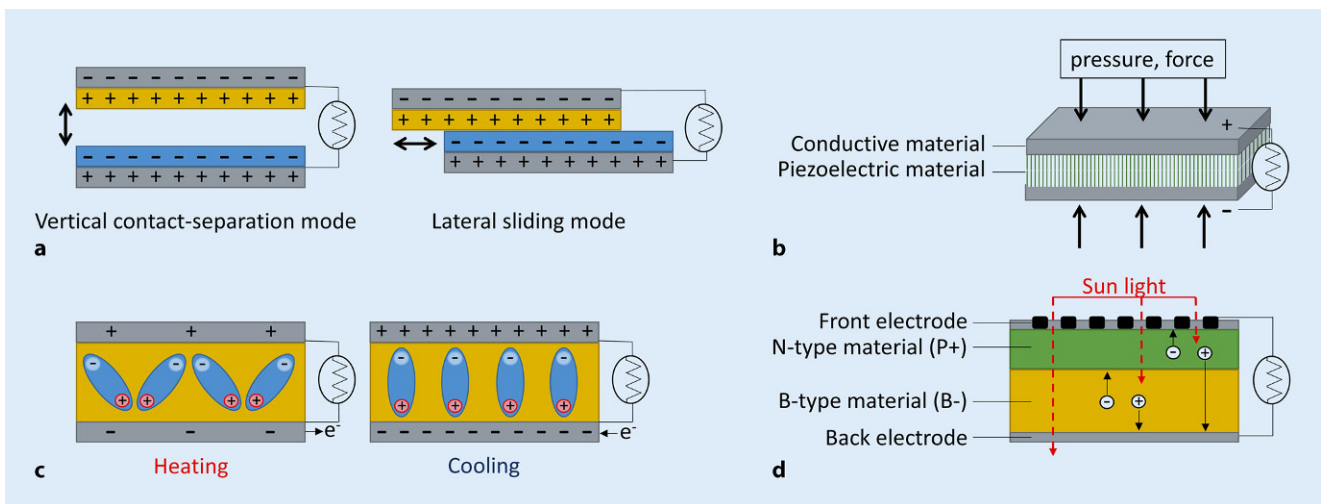 Vertical contact-separation mode
Lateral sliding mode
a
pressure, force
+
Conductive material
Piezoelectric material
-
b
+ + +
+ + + + + + + + +
- - -
e-
- - - - - - - - -
e-
Heating
Cooling
c
Sun light
Front electrode
N-type material (P+)
B-type material (B-)
Back electrode
d